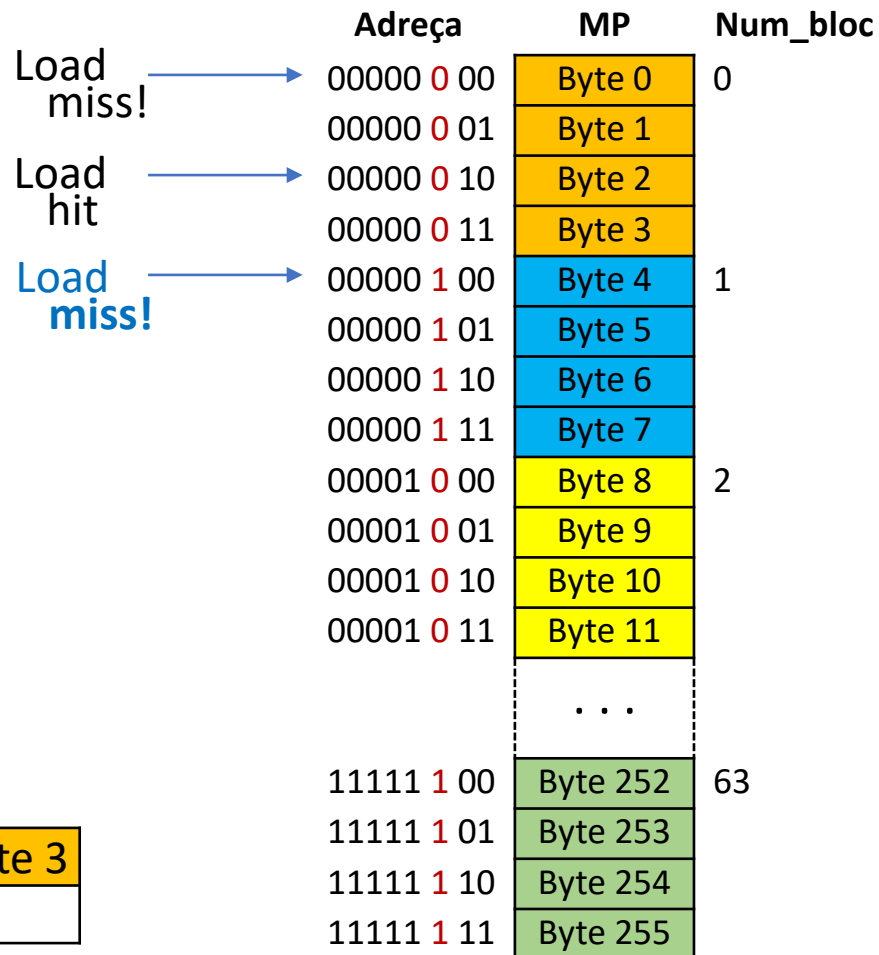 Adreça MP Num_bloc
Load miss! 00000 0 00 Byte 0 0
00000 0 01 Byte 1
Load hit 00000 0 10 Byte 2
00000 0 11 Byte 3
Load miss! 00000 1 00 Byte 4 1
00000 1 01 Byte 5
00000 1 10 Byte 6
00000 1 11 Byte 7
00001 0 00 Byte 8 2
00001 0 01 Byte 9
00001 0 10 Byte 10
00001 0 11 Byte 11
. . .
11111 1 00 Byte 252 63
11111 1 01 Byte 253
te 3
11111 1 10 Byte 254
11111 1 11 Byte 255